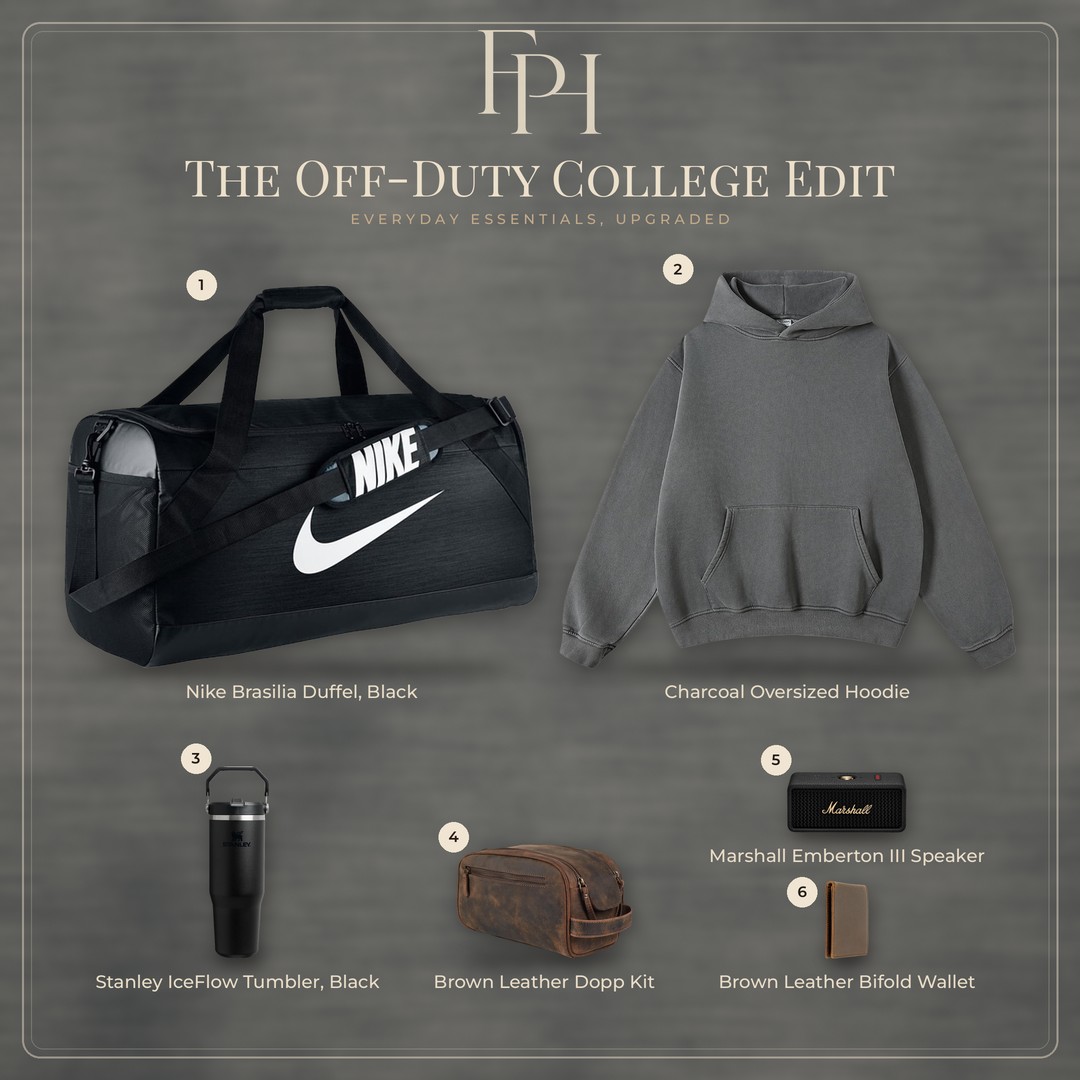 FPH
The Off-Duty College Edit
EVERYDAY ESSENTIALS, UPGRADED
1
2
NIKE
Nike Brasilia Duffel, Black
Charcoal Oversized Hoodie
3
STANLEY
4
5
Marshall
Marshall Emberton III Speaker
6
Stanley IceFlow Tumbler, Black
Brown Leather Dopp Kit
Brown Leather Bifold Wallet